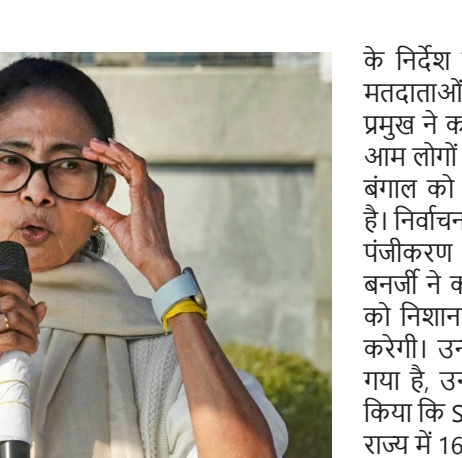 के निर्देश
मतदाताओं
प्रमुख ने क
आम लोगों
बंगाल को
है। निर्वाचन
पंजीकरण
बनर्जी ने क
को निशान
करेगी। उन
गया है, उन
किया कि S
राज्य में 16